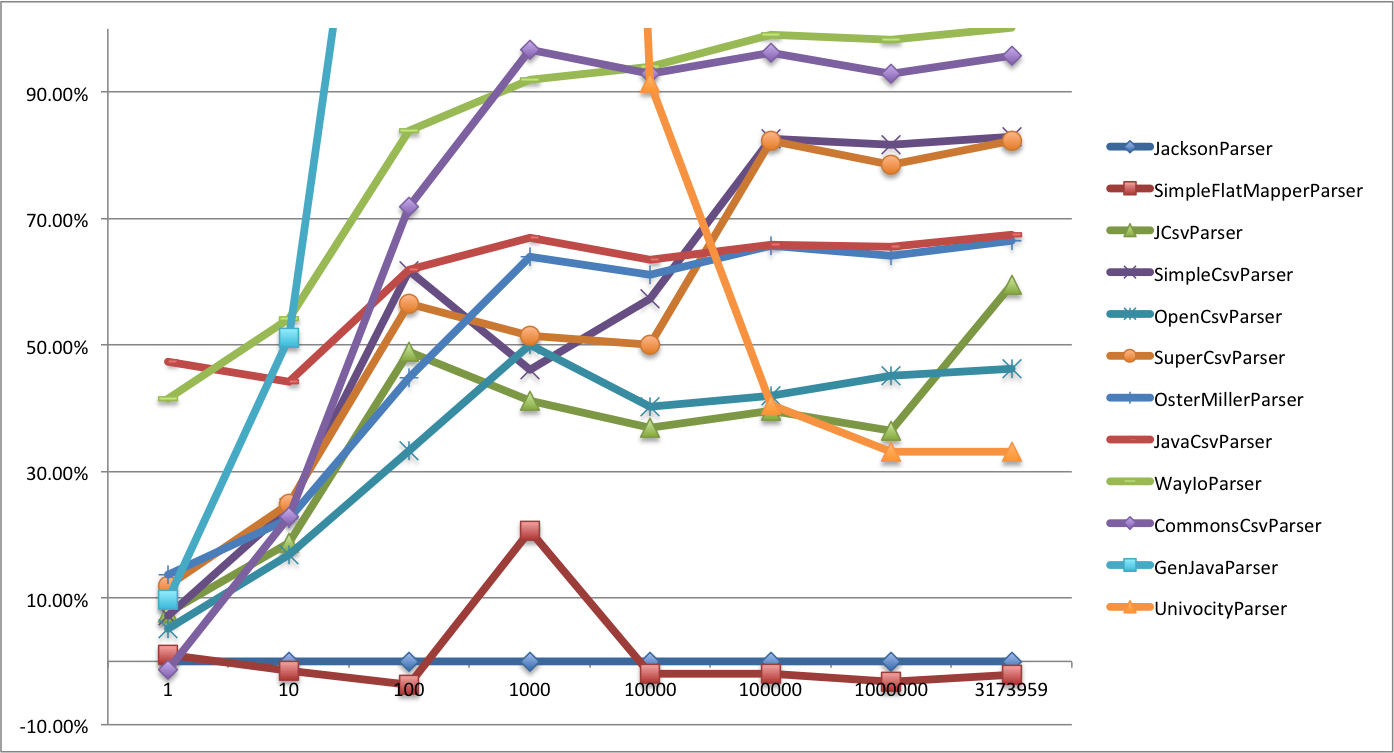 90.00%
70.00%
50.00%
30.00%
10.00%
-10.00%
1 10 100 1000 10000 100000 1000000 3173959
JacksonParser
SimpleFlatMapperParser
JCsvParser
SimpleCsvParser
OpenCsvParser
SuperCsvParser
OsterMillerParser
JavaCsvParser
WayIoParser
CommonsCsvParser
GenJavaParser
UnivocityParser